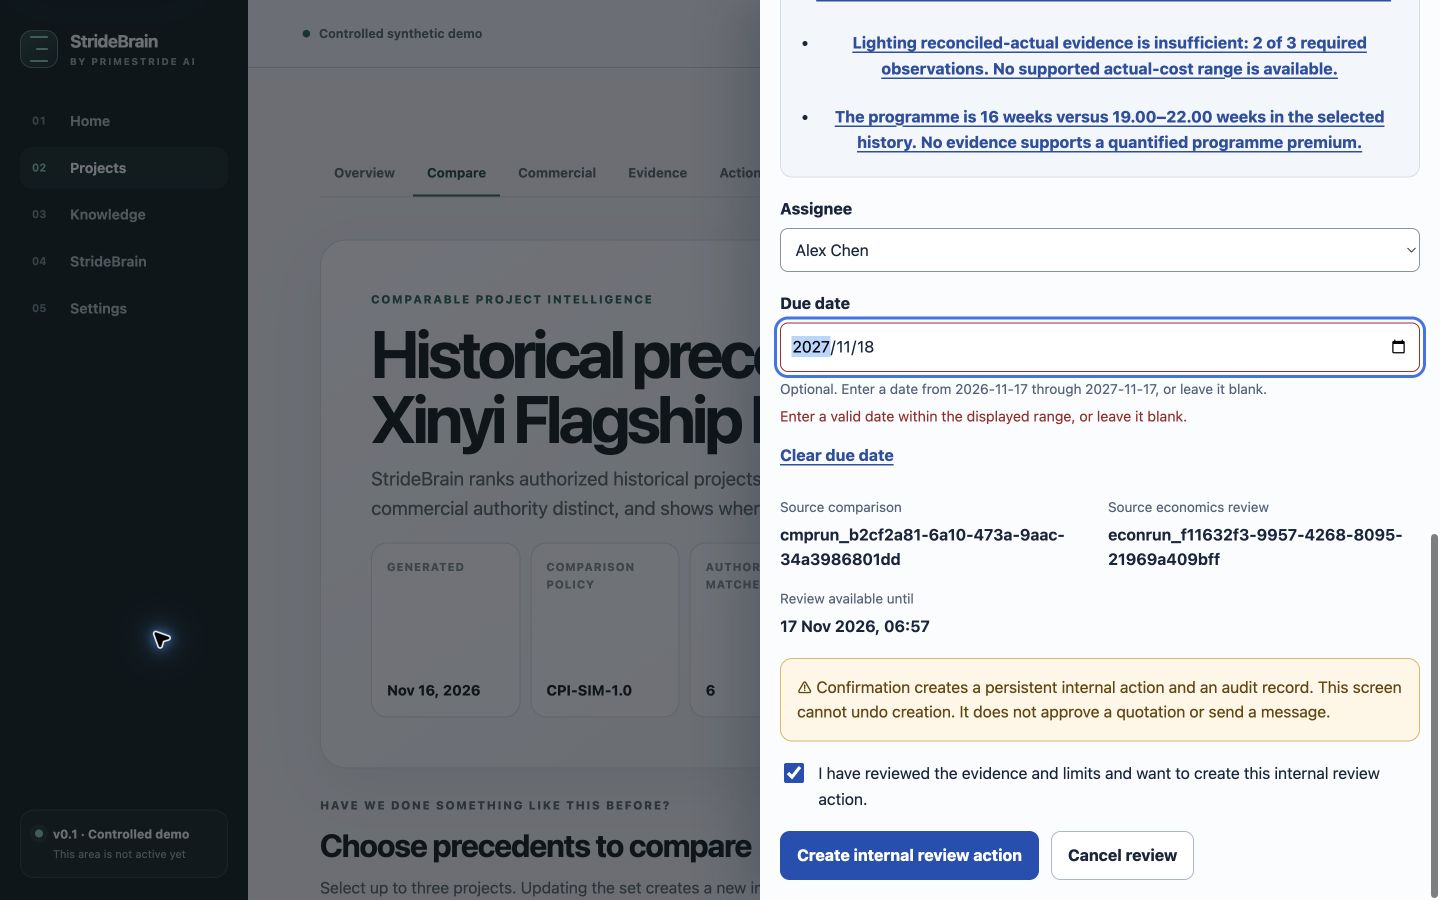 StrideBrain
BY PRIMESTRIDE AI
01 Home
02 Projects
03 Knowledge
04 StrideBrain
05 Settings
v0.1 · Controlled demo
This area is not active yet
Controlled synthetic demo
Overview Compare Commercial Evidence Action
COMPARABLE PROJECT INTELLIGENCE
Historical prec
Xinyi Flagship
StrideBrain ranks authorized historical projects
commercial authority distinct, and shows wher
GENERATED
Nov 16, 2026
COMPARISON
POLICY
CPI-SIM-1.0
AUTHOR
MATCHE
6
HAVE WE DONE SOMETHING LIKE THIS BEFORE?
Choose precedents to compare
Select up to three projects. Updating the set creates a new i
• Lighting reconciled-actual evidence is insufficient: 2 of 3 required
observations. No supported actual-cost range is available.
• The programme is 16 weeks versus 19.00–22.00 weeks in the selected
history. No evidence supports a quantified programme premium.
Assignee
Alex Chen
Due date
2027/11/18
Optional. Enter a date from 2026-11-17 through 2027-11-17, or leave it blank.
Enter a valid date within the displayed range, or leave it blank.
Clear due date
Source comparison
cmprun_b2cf2a81-6a10-473a-9aac-
34a3986801dd
Source economics review
econrun_f11632f3-9957-4268-8095-
21969a409bff
Review available until
17 Nov 2026, 06:57
⚠ Confirmation creates a persistent internal action and an audit record. This screen
cannot undo creation. It does not approve a quotation or send a message.
I have reviewed the evidence and limits and want to create this internal review
action.
Create internal review action
Cancel review